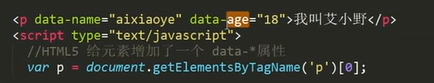 <p data-name="aixiaoye" data-age="18">我叫艾小野</p>
<script type="text/javascript">
//HTML5 给元素增加了一个 data-*属性
var p = document.getElementsByTagName('p')[0];